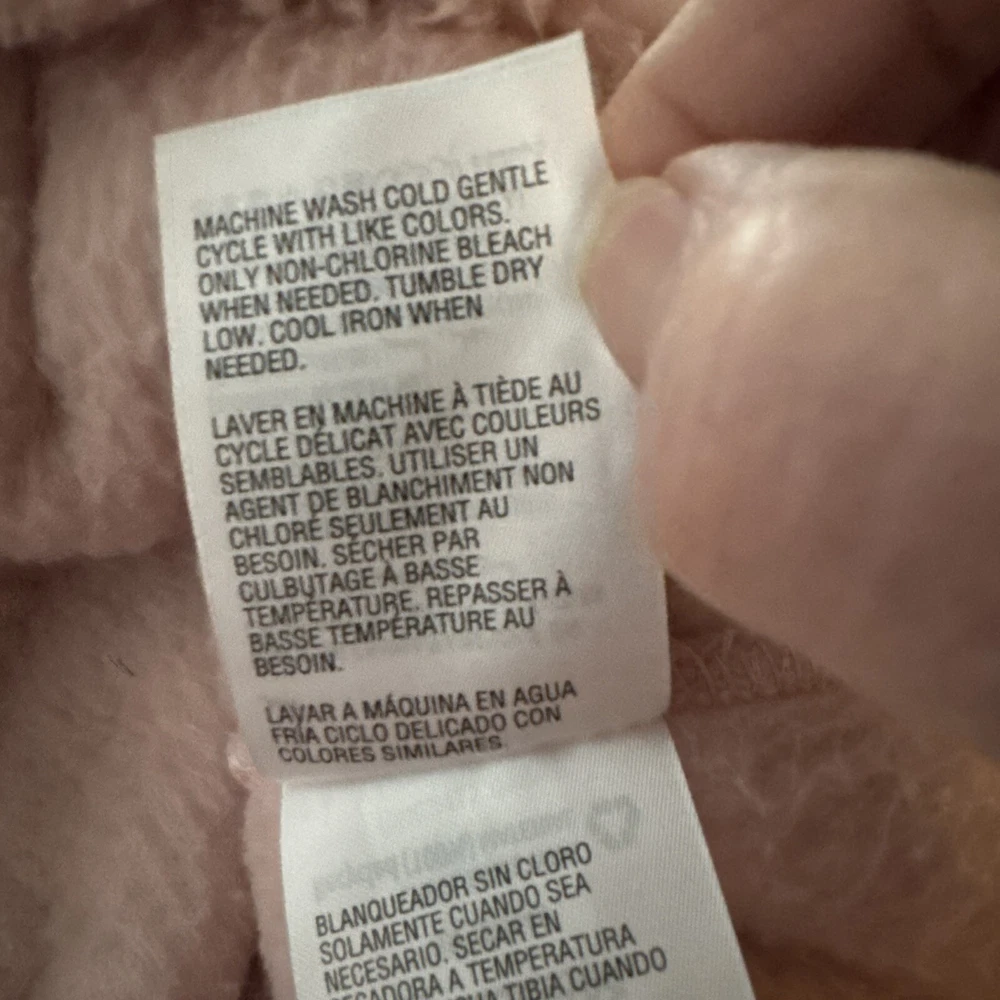 MACHINE WASH COLD GENTLE
CYCLE WITH LIKE COLORS.
ONLY NON-CHLORINE BLEACH
WHEN NEEDED. TUMBLE DRY
LOW. COOL IRON WHEN
NEEDED.
LAVER EN MACHINE À TIÈDE AU
CYCLE DÉLICAT AVEC COULEURS
SEMBLABLES. UTILISER UN
AGENT DE BLANCHIMENT NON
CHLORÉ SEULEMENT AU
BESOIN. SÉCHER PAR
CULBUTAGE À BASSE
TEMPÉRATURE. REPASSER À
BASSE TEMPÉRATURE AU
BESOIN.
LAVAR A MÁQUINA EN AGUA
FRÍA CICLO DELICADO CON
COLORES SIMILARES.
BLANQUEADOR SIN CLORO
SOLAMENTE CUANDO SEA
NECESARIO. SECAR EN
A TEMPERATURA
TIBIA CUANDO